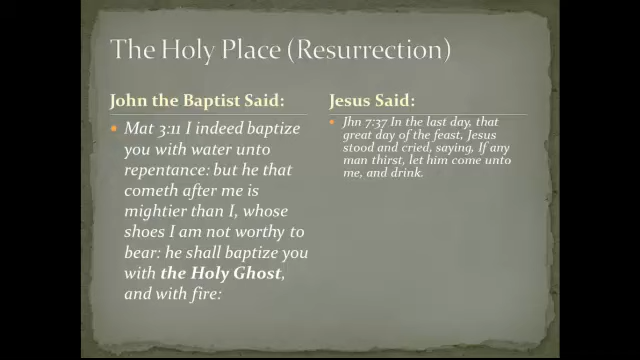 The Holy Place (Resurrection)
John the Baptist Said:
Mat 3:11 I indeed baptize
you with water unto
repentance: but he that
cometh after me is
mightier than I, whose
shoes I am not worthy to
bear: he shall baptize you
with the Holy Ghost,
and with fire:
Jesus Said:
Jhn 7:37 In the last day, that
great day of the feast, Jesus
stood and cried, saying, If any
man thirst, let him come unto
me, and drink.